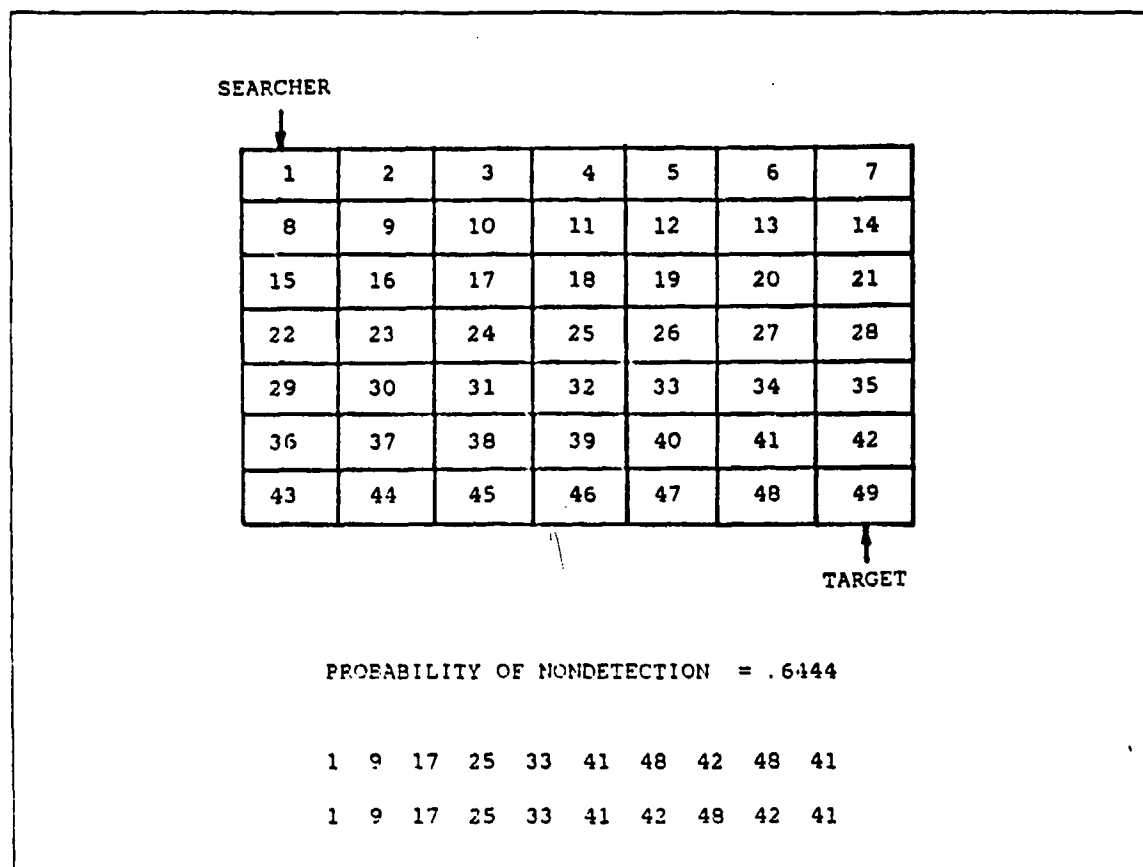 SEARCHER
1 2 3 4 5 6 7
8 9 10 11 12 13 14
15 16 17 18 19 20 21
22 23 24 25 26 27 28
29 30 31 32 33 34 35
36 37 38 39 40 41 42
43 44 45 46 47 48 49
TARGET
PROBABILITY OF NONDETECTION = .6444
1 9 17 25 33 41 48 42 48 41
1 9 17 25 33 41 42 48 42 41